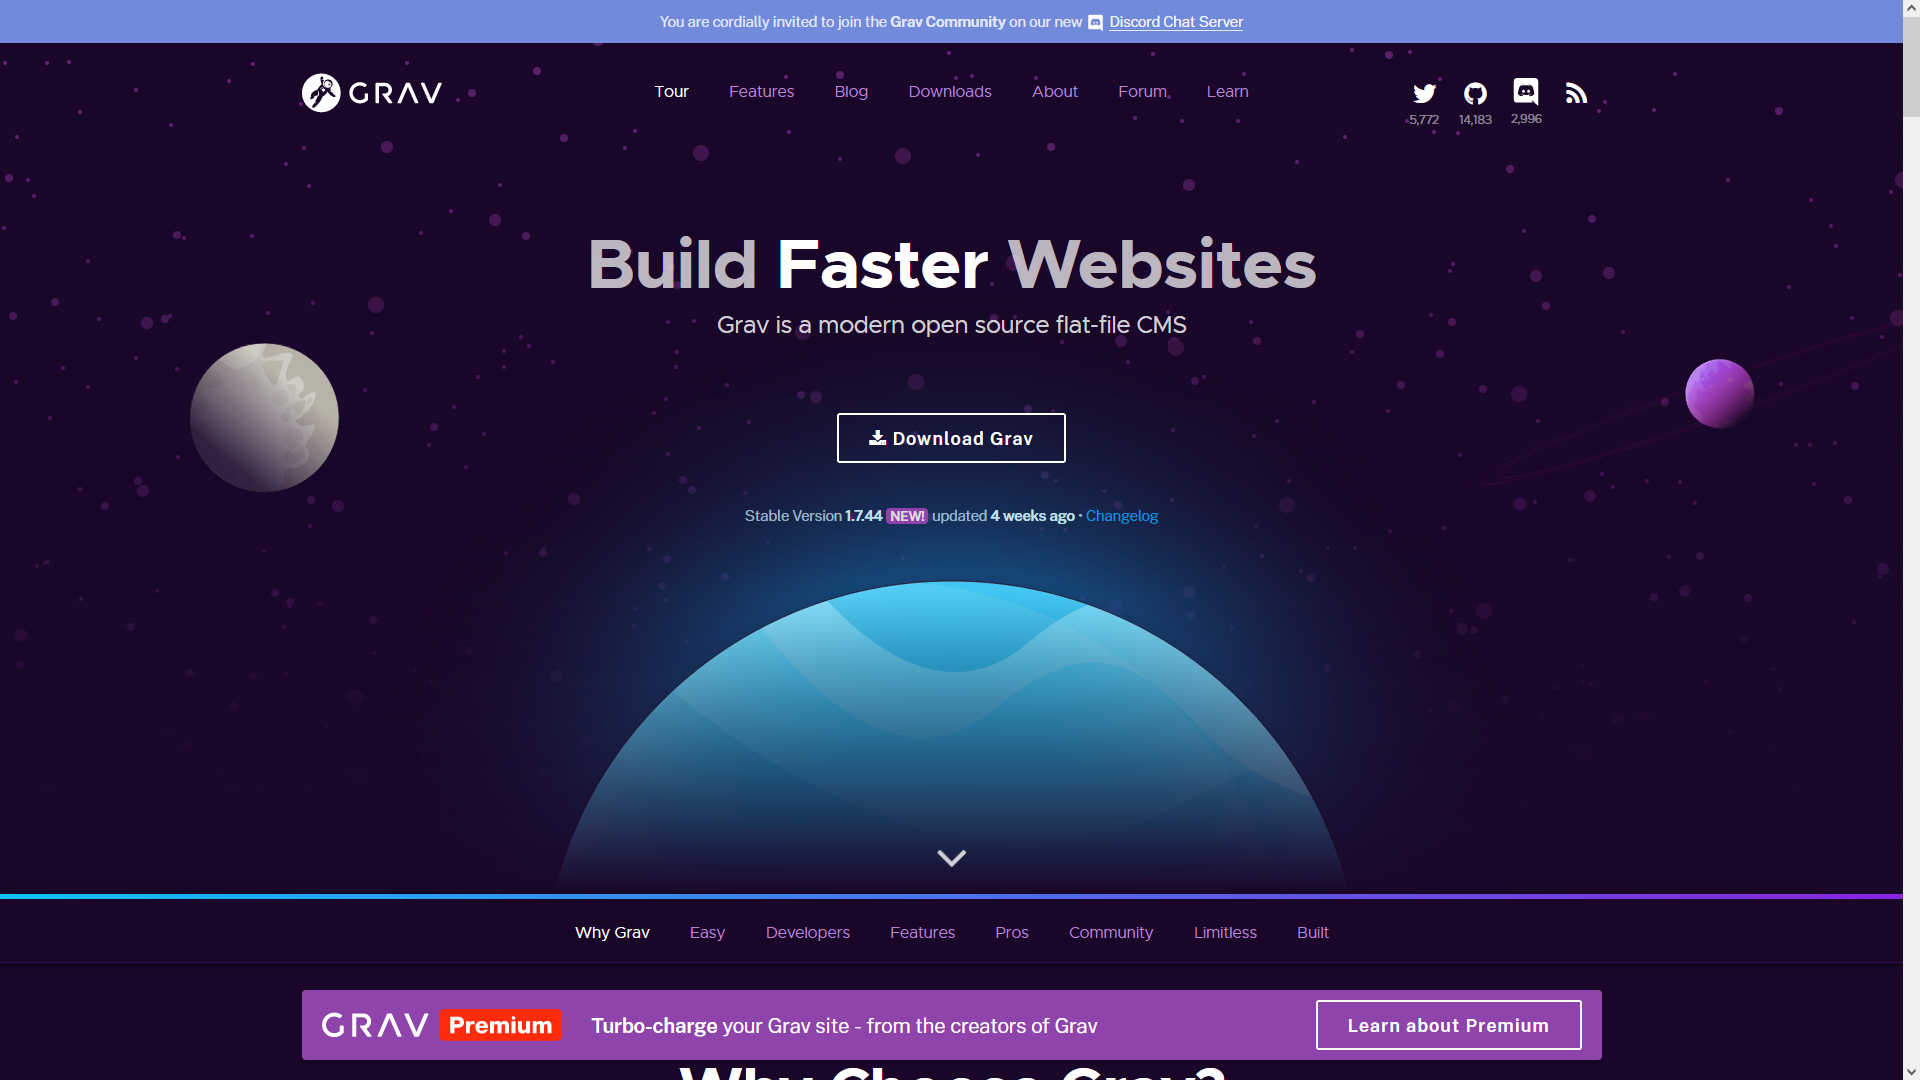 You are cordially invited to join the Grav Community on our new Discord Chat Server
GRAV
Tour Features Blog Downloads About Forum Learn
5,772 14,183 2,996
Build Faster Websites
Grav is a modern open source flat-file CMS
Download Grav
Stable Version 1.7.44 NEW! updated 4 weeks ago · Changelog
Why Grav Easy Developers Features Pros Community Limitless Built
GRAV Premium Turbo-charge your Grav site - from the creators of Grav Learn about Premium
Why Choose Grav?